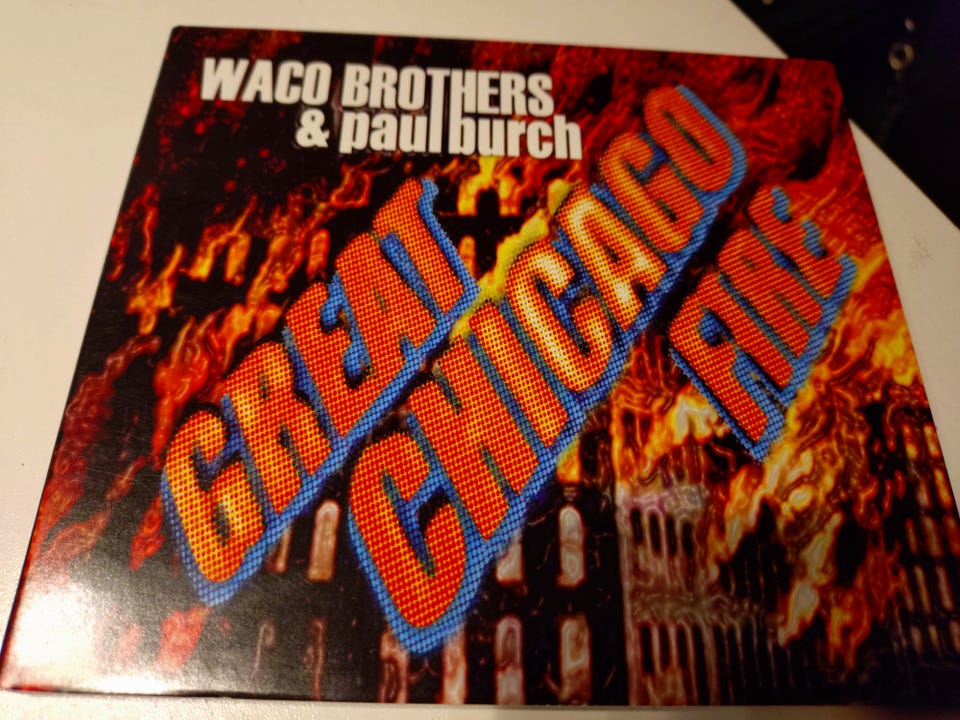 WACO BROTHERS
& paul burch
GREAT
CHICAGO
FIRE